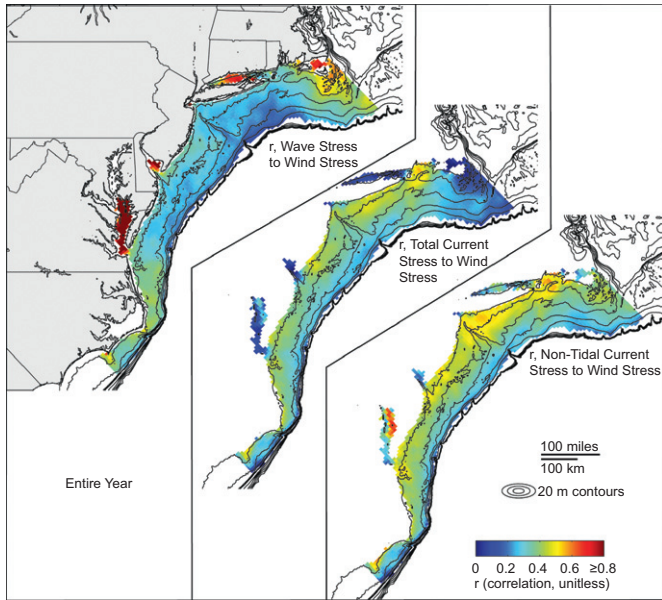 r, Wave Stress
to Wind Stress
r, Total Current
Stress to Wind
Stress
r, Non-Tidal Current
Stress to Wind Stress
Entire Year
100 miles
100 km
20 m contours
0 0.2 0.4 0.6 ≥0.8
r (correlation, unitless)